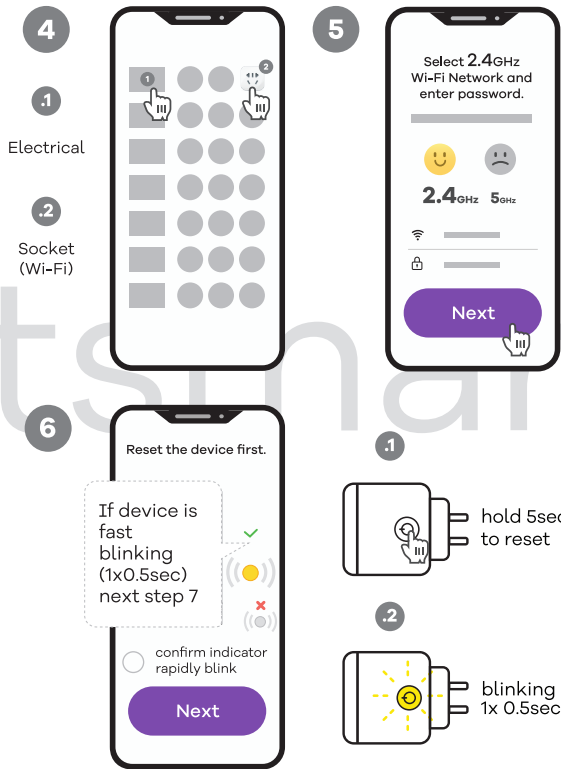 4
.1
Electrical
.2
Socket
(Wi-Fi)
1
2
5
Select 2.4GHz
Wi-Fi Network and
enter password.
2.4GHz 5GHz
Next
tsmar
6
Reset the device first.
If device is
fast
blinking
(1x0.5sec)
next step 7
confirm indicator
rapidly blink
Next
.1
hold 5sec
to reset
.2
blinking
1x 0.5sec